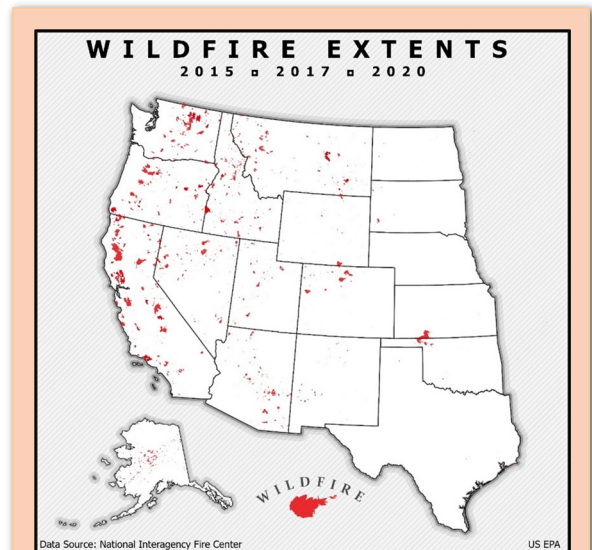 WILDFIRE EXTENTS
2015 ▫ 2017 ▫ 2020
WILDFIRE
Data Source: National Interagency Fire Center
US EPA